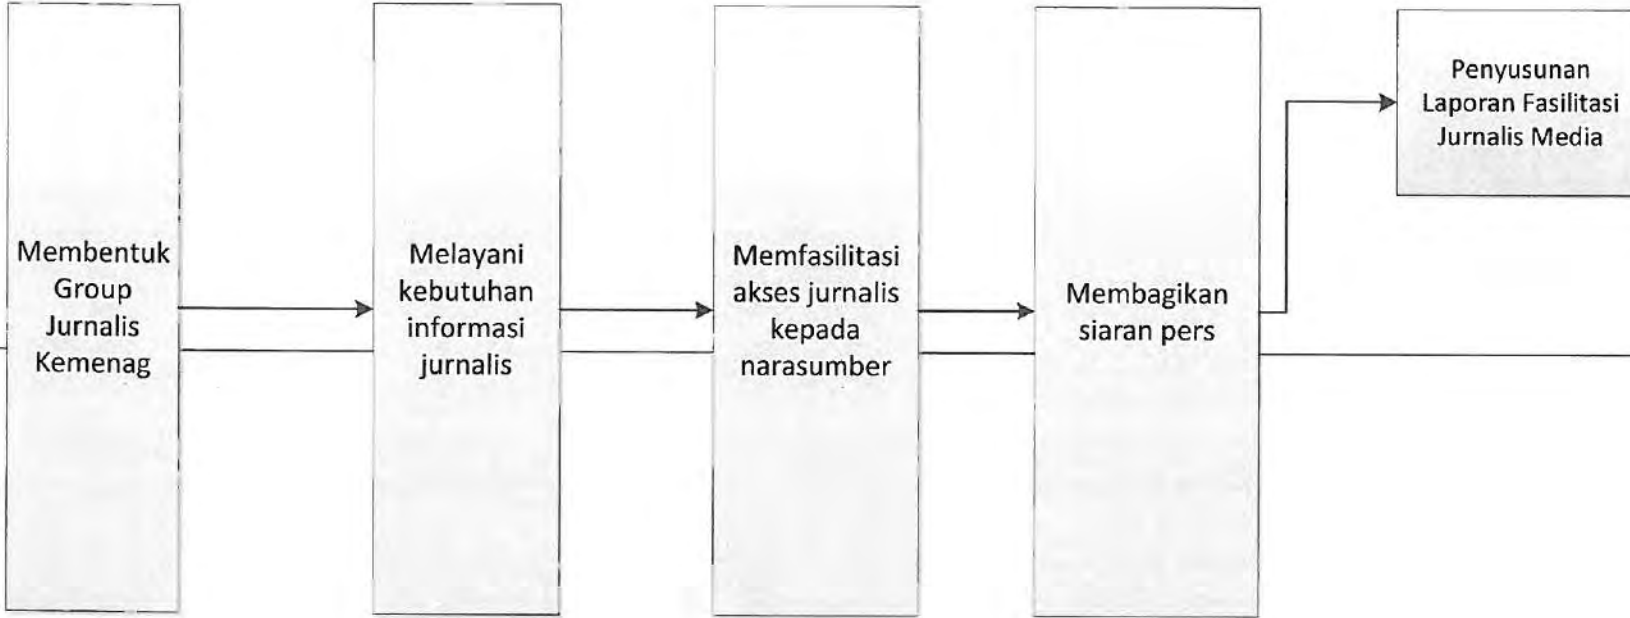 Membentuk
Group
Jurnalis
Kemenag
Melayani
kebutuhan
informasi
jurnalis
Memfasilitasi
akses jurnalis
kepada
narasumber
Membagikan
siaran pers
Penyusunan
Laporan Fasilitasi
Jurnalis Media